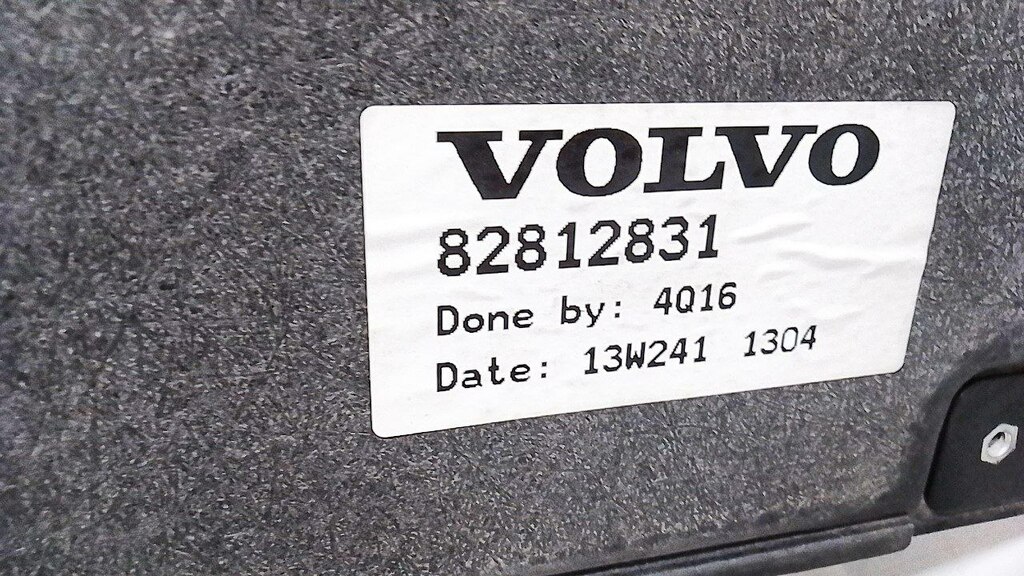 VOLVO
82812831
Done by: 4Q16
Date: 13W241 1304